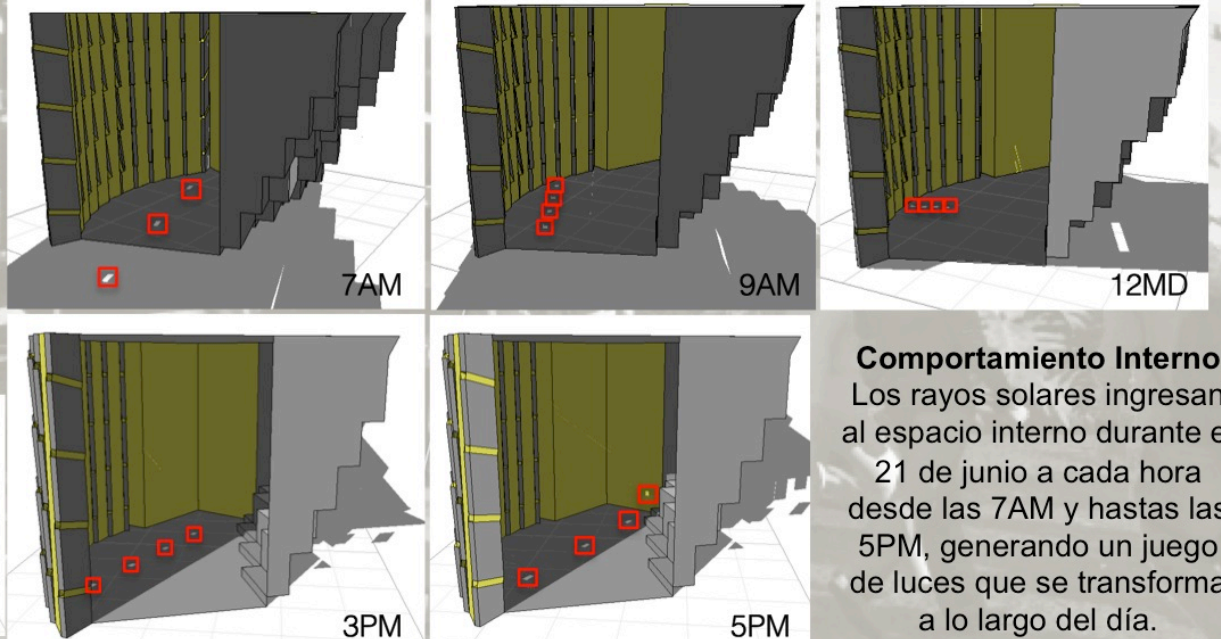 7AM
9AM
12MD
3PM
5PM
Comportamiento Interno
Los rayos solares ingresan
al espacio interno durante e
21 de junio a cada hora
desde las 7AM y hastas las
5PM, generando un juego
de luces que se transforma
a lo largo del día.